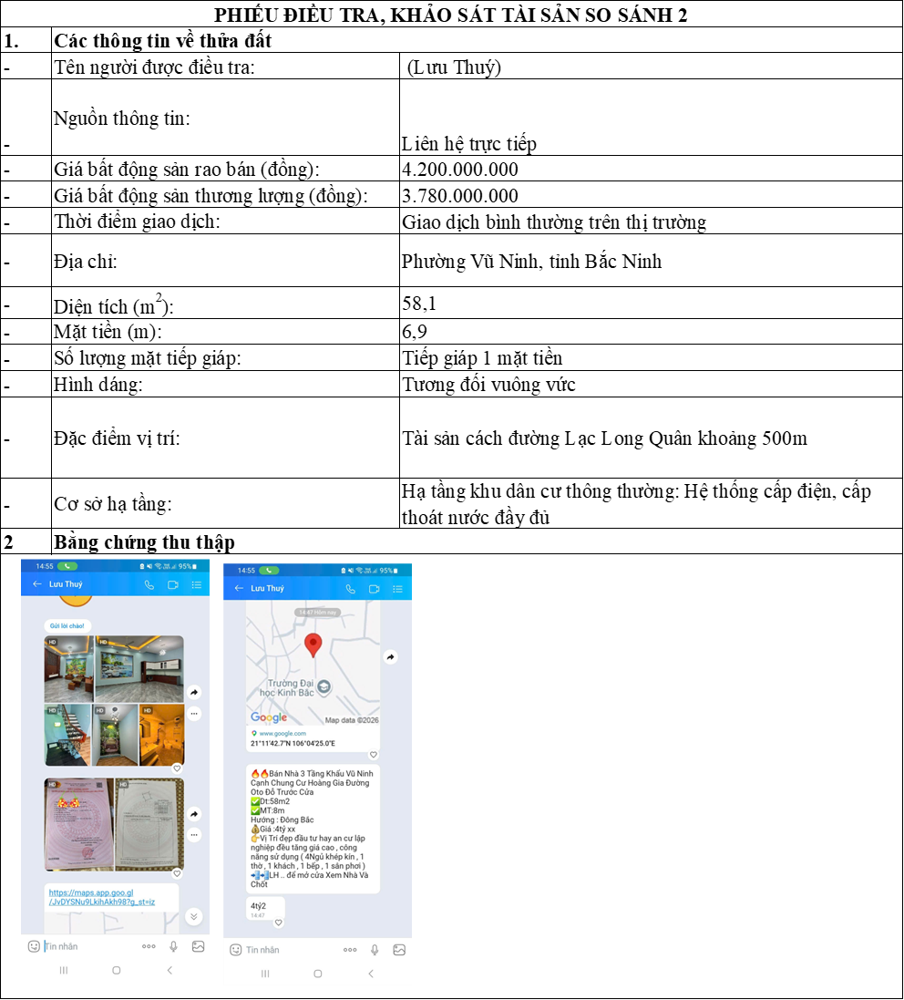 PHIẾU ĐIỀU TRA, KHẢO SÁT TÀI SẢN SO SÁNH 2
1. Các thông tin về thửa đất
- Tên người được điều tra: (Lưu Thuý)
- Nguồn thông tin: Liên hệ trực tiếp
- Giá bất động sản rao bán (đồng): 4.200.000.000
- Giá bất động sản thương lượng (đồng): 3.780.000.000
- Thời điểm giao dịch: Giao dịch bình thường trên thị trường
- Địa chỉ: Phường Vũ Ninh, tỉnh Bắc Ninh
- Diện tích (m²): 58,1
- Mặt tiền (m): 6,9
- Số lượng mặt tiếp giáp: Tiếp giáp 1 mặt tiền
- Hình dáng: Tương đối vuông vức
- Đặc điểm vị trí: Tài sản cách đường Lạc Long Quân khoảng 500m
- Cơ sở hạ tầng: Hạ tầng khu dân cư thông thường: Hệ thống cấp điện, cấp
thoát nước đầy đủ
2 Bằng chứng thu thập
14:55 95%
Lưu Thuý
Gửi lời chào!
HD HD
HD HD HD
HD HD
https://maps.app.goo.gl
/JvDYSNu9LkihAkh98?g_st=iz
Tin nhắn
14:55 95%
Lưu Thuý
14:47 Hôm nay
Trường Đại
học Kinh Bắc
Google Map data ©2026
www.google.com
21°11'42.7"N 106°04'25.0"E
🔥🔥Bán Nhà 3 Tầng Khấu Vũ Ninh
Cạnh Chung Cư Hoàng Gia Đường
Oto Đỗ Trước Cửa
✅Dt:58m2
✅MT:8m
Hướng : Đông Bắc
💰Giá :4tỷ xx
👉Vị Trí đẹp đầu tư hay an cư lập
nghiệp đều tăng giá cao , công
năng sử dụng ( 4Ngủ khép kín , 1
thờ , 1 khách , 1 bếp , 1 sân phơi )
📲📲LH .. để mở cửa Xem Nhà Và
Chốt
4tỷ2
14:47
Tin nhắn